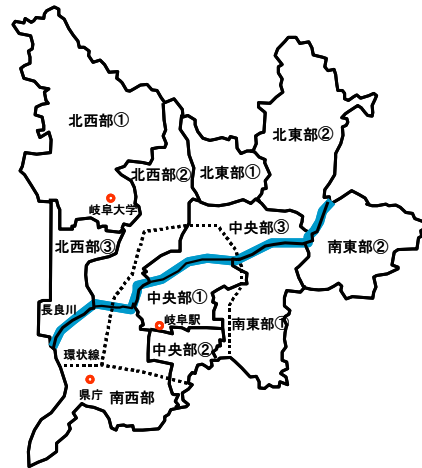 北西部①
北東部②
北西部②
北東部①
岐阜大学
中央部③
北西部③
南東部②
長良川
中央部①
岐阜駅
南東部①
環状線
中央部②
県庁
南西部